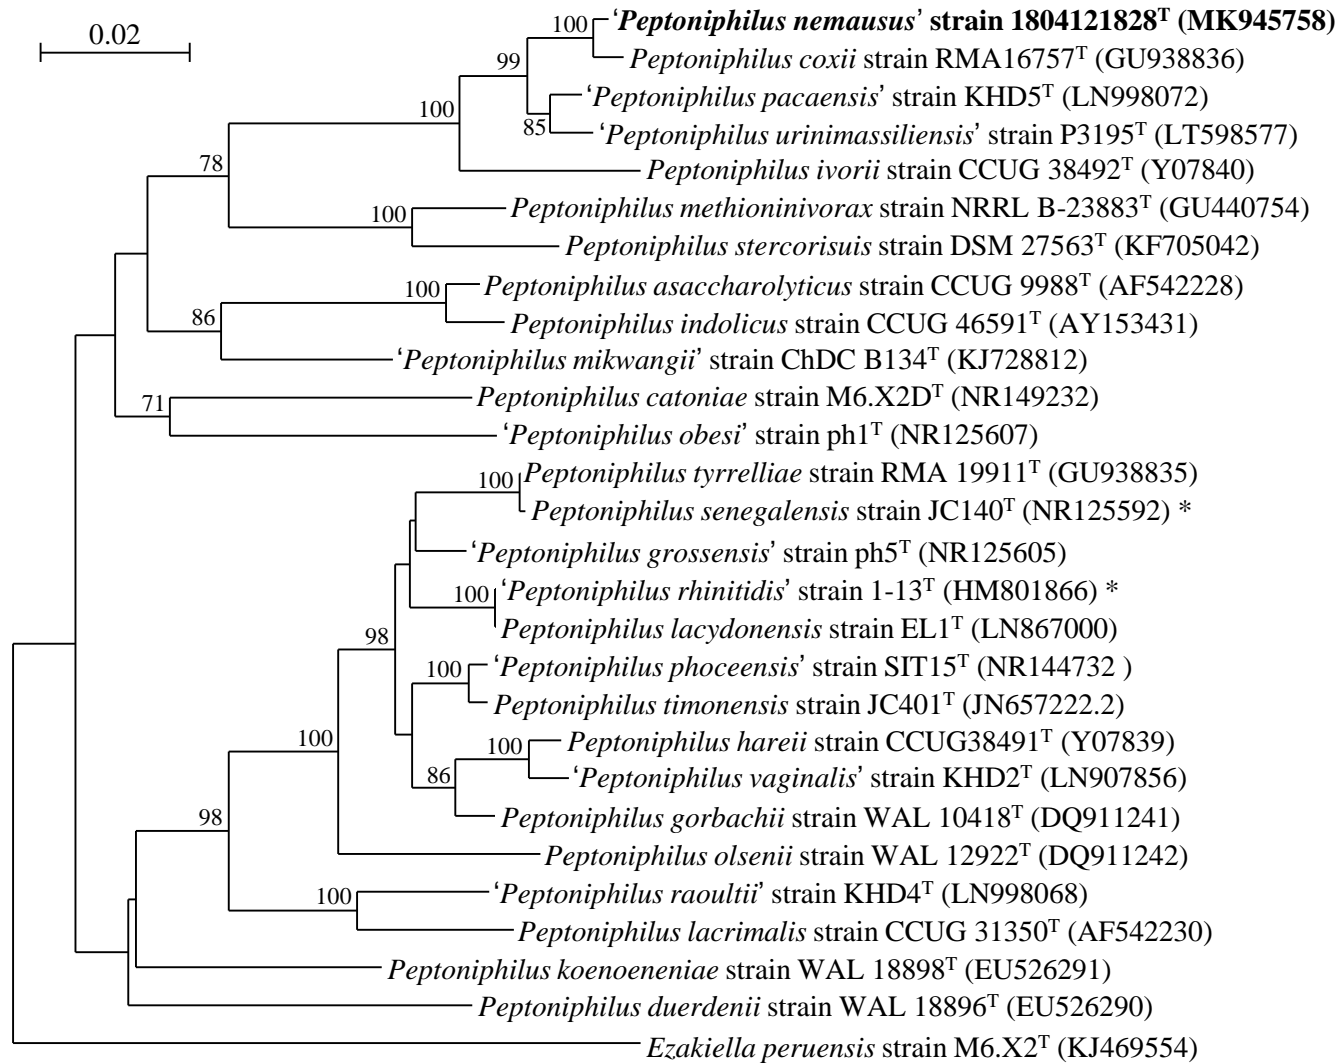 0.02
100
'Peptoniphilus nemausus' strain 1804121828ᵀ (MK945758)
Peptoniphilus coxii strain RMA16757ᵀ (GU938836)
99
'Peptoniphilus pacaensis' strain KHD5ᵀ (LN998072)
100
85
'Peptoniphilus urinimassiliensis' strain P3195ᵀ (LT598577)
78
Peptoniphilus ivorii strain CCUG 38492ᵀ (Y07840)
100
Peptoniphilus methioninivorax strain NRRL B-23883ᵀ (GU440754)
Peptoniphilus stercorisuis strain DSM 27563ᵀ (KF705042)
100
Peptoniphilus asaccharolyticus strain CCUG 9988ᵀ (AF542228)
86
Peptoniphilus indolicus strain CCUG 46591ᵀ (AY153431)
'Peptoniphilus mikwangii' strain ChDC B134ᵀ (KJ728812)
71
Peptoniphilus catoniae strain M6.X2Dᵀ (NR149232)
'Peptoniphilus obesi' strain ph1ᵀ (NR125607)
100
Peptoniphilus tyrrelliae strain RMA 19911ᵀ (GU938835)
Peptoniphilus senegalensis strain JC140ᵀ (NR125592) *
'Peptoniphilus grossensis' strain ph5ᵀ (NR125605)
100
'Peptoniphilus rhinitidis' strain 1-13ᵀ (HM801866) *
98
Peptoniphilus lacydonensis strain EL1ᵀ (LN867000)
100
'Peptoniphilus phoceensis' strain SIT15ᵀ (NR144732 )
Peptoniphilus timonensis strain JC401ᵀ (JN657222.2)
100
100
Peptoniphilus hareii strain CCUG38491ᵀ (Y07839)
86
'Peptoniphilus vaginalis' strain KHD2ᵀ (LN907856)
98
Peptoniphilus gorbachii strain WAL 10418ᵀ (DQ911241)
Peptoniphilus olsenii strain WAL 12922ᵀ (DQ911242)
100
'Peptoniphilus raoultii' strain KHD4ᵀ (LN998068)
Peptoniphilus lacrimalis strain CCUG 31350ᵀ (AF542230)
Peptoniphilus koenoeneniae strain WAL 18898ᵀ (EU526291)
Peptoniphilus duerdenii strain WAL 18896ᵀ (EU526290)
Ezakiella peruensis strain M6.X2ᵀ (KJ469554)